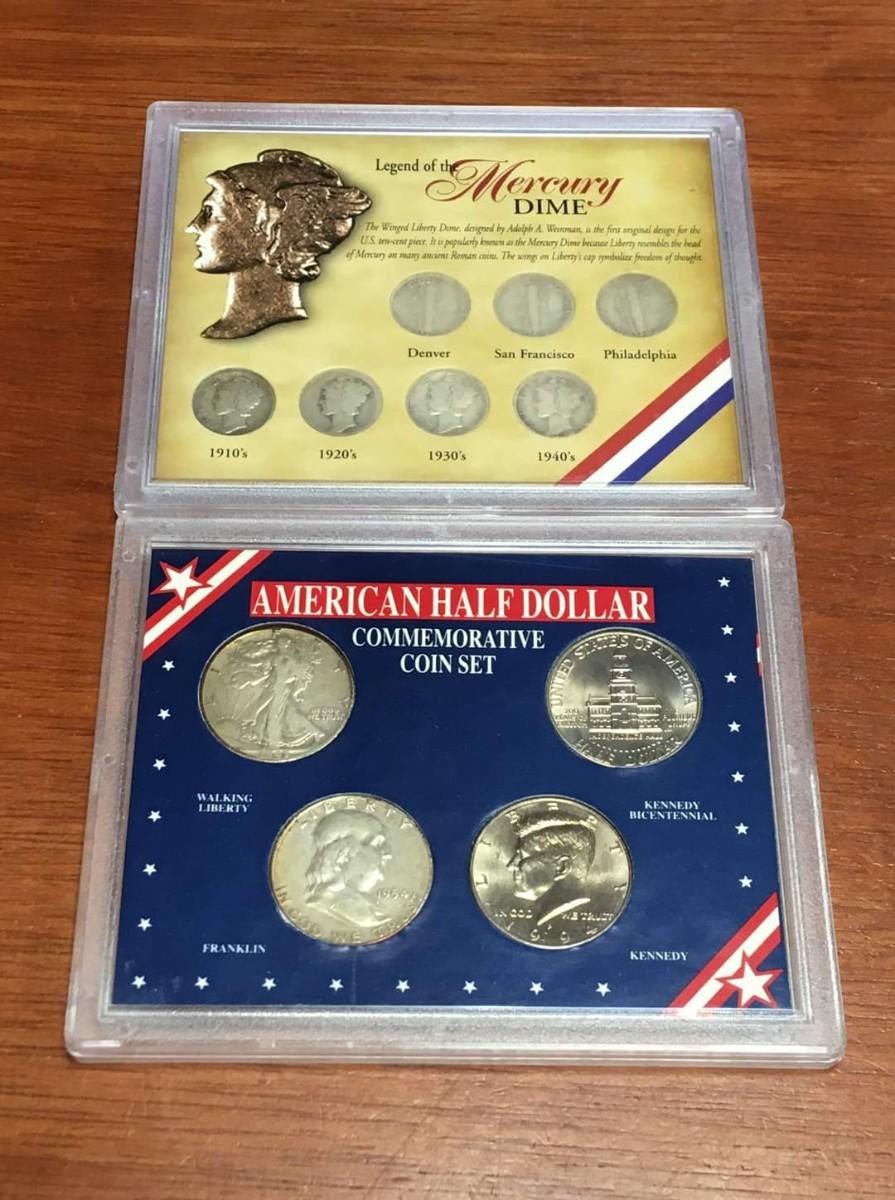 Legend of the Mercury
DIME
The Winged Liberty Dime, designed by Adolph A. Weinman, is the first original design for the
U.S. ten-cent piece. It is popularly known as the Mercury Dime because Liberty resembles the head
of Mercury on many ancient Roman coins. The wings on Liberty's cap symbolize freedom of thought.
Denver San Francisco Philadelphia
1910's 1920's 1930's 1940's
AMERICAN HALF DOLLAR
COMMEMORATIVE
COIN SET
IN GOD
WE TRUST
UNITED STATES OF AMERICA
HALF DOLLAR
WALKING
LIBERTY
KENNEDY
BICENTENNIAL
LIBERTY
1954
IN GOD WE
LIBERTY
IN GOD WE TRUST
FRANKLIN
KENNEDY